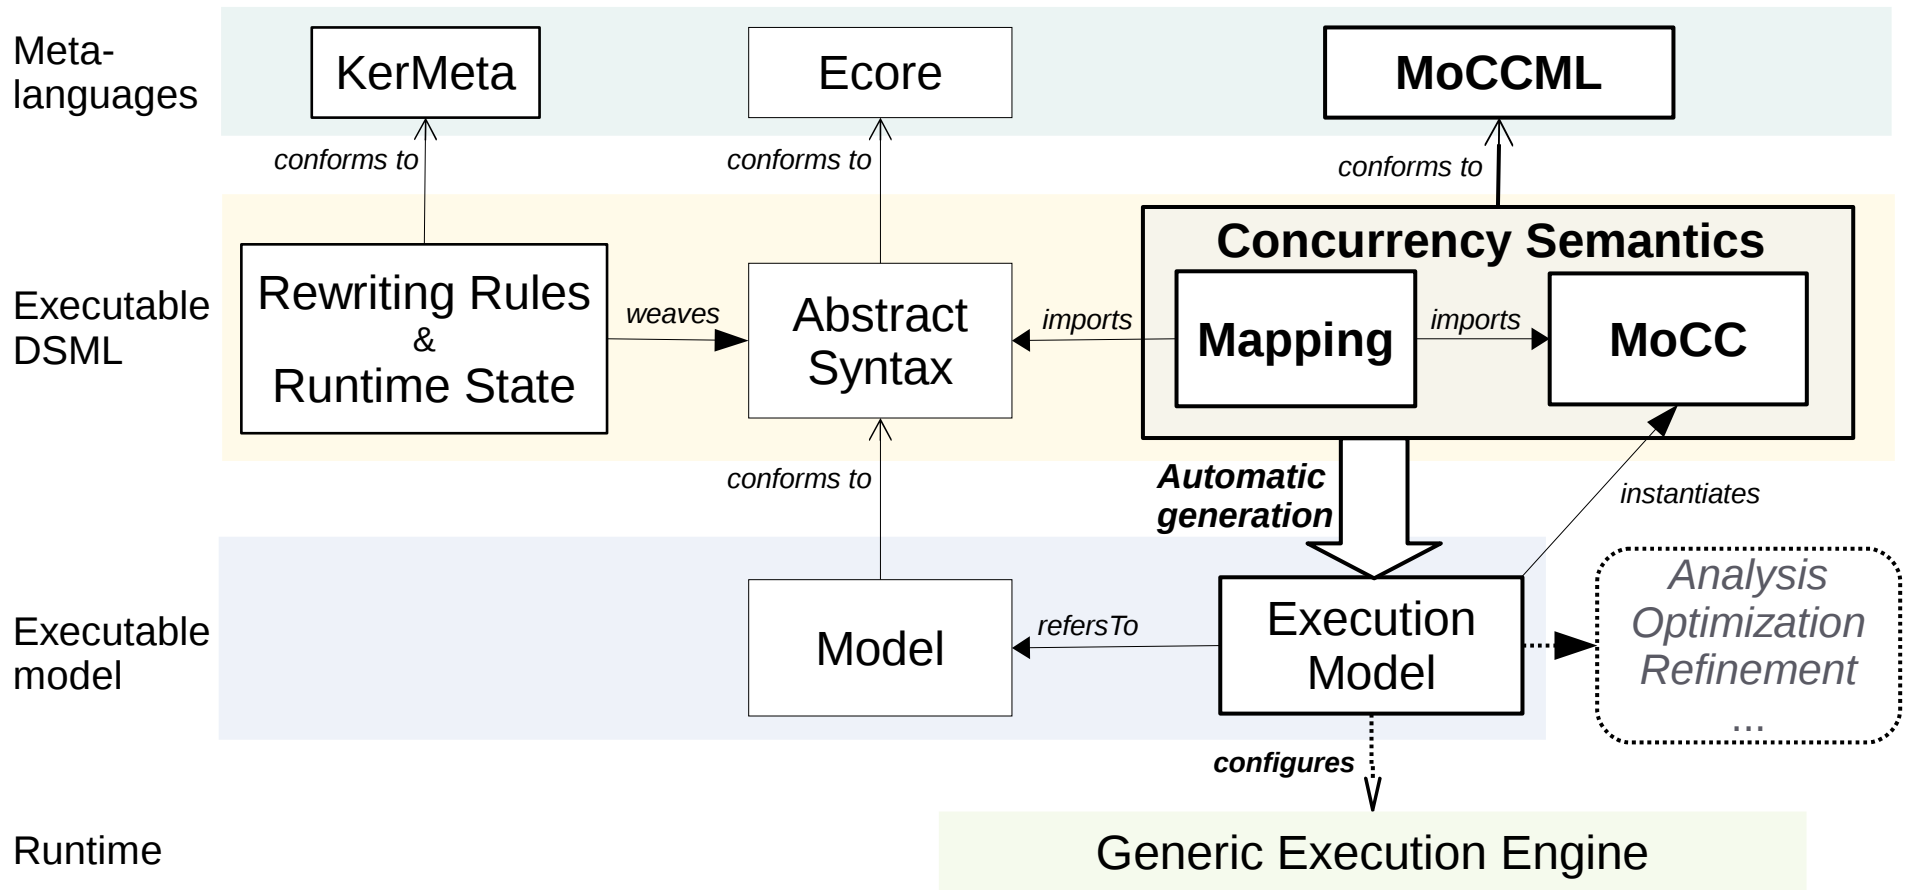 Meta-
languages
KerMeta
Ecore
MoCCML
conforms to
conforms to
conforms to
Executable
DSML
Rewriting Rules
&
Runtime State
weaves
Abstract
Syntax
imports
Concurrency Semantics
Mapping
imports
MoCC
conforms to
Automatic
generation
instantiates
Executable
model
Model
refersTo
Execution
Model
Analysis
Optimization
Refinement
...
configures
Runtime
Generic Execution Engine